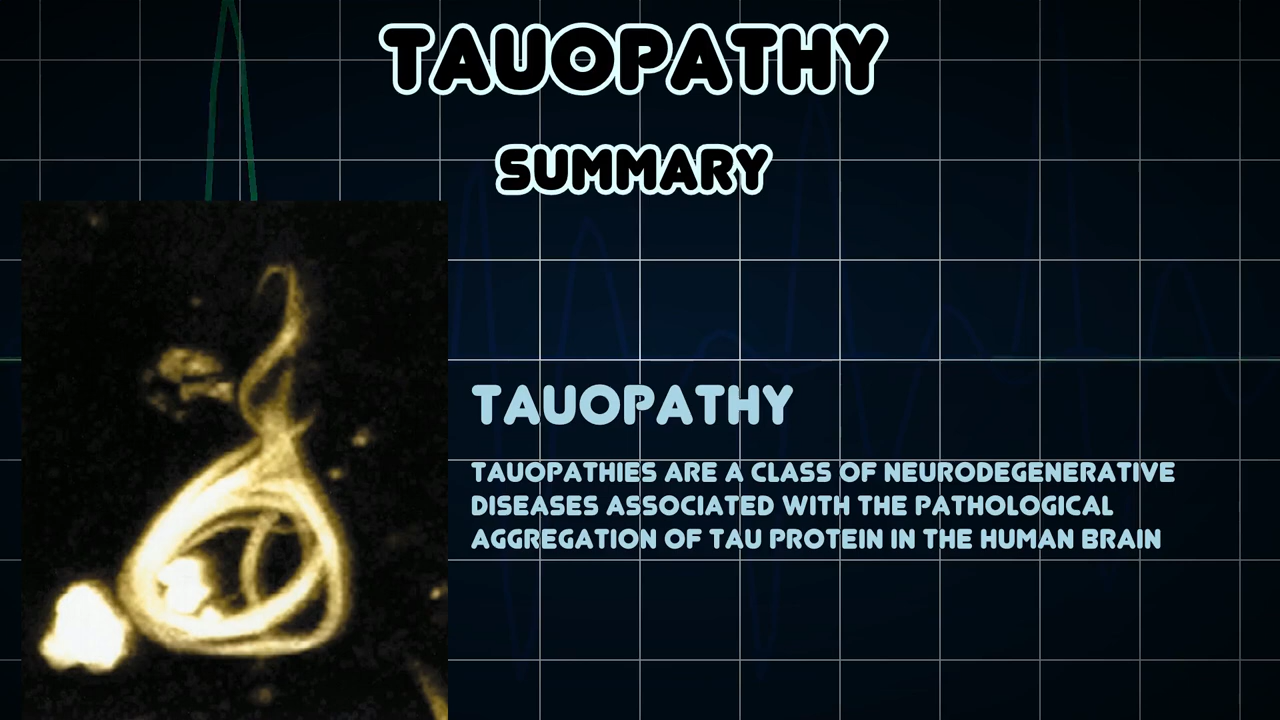 TAUOPATHY
SUMMARY
TAUOPATHY
TAUOPATHIES ARE A CLASS OF NEURODEGENERATIVE
DISEASES ASSOCIATED WITH THE PATHOLOGICAL
AGGREGATION OF TAU PROTEIN IN THE HUMAN BRAIN